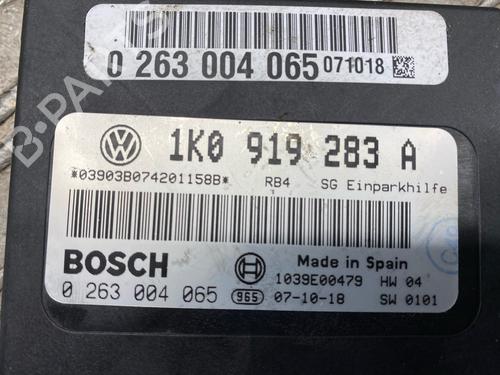 0 263 004 065 071018
1K0 919 283 A
*03903B074201158B* RB4 SG Einparkhilfe
BOSCH
Made in Spain
1039E00479 HW 04
0 263 004 065 965 07-10-18 SW 0101
B-PARTS